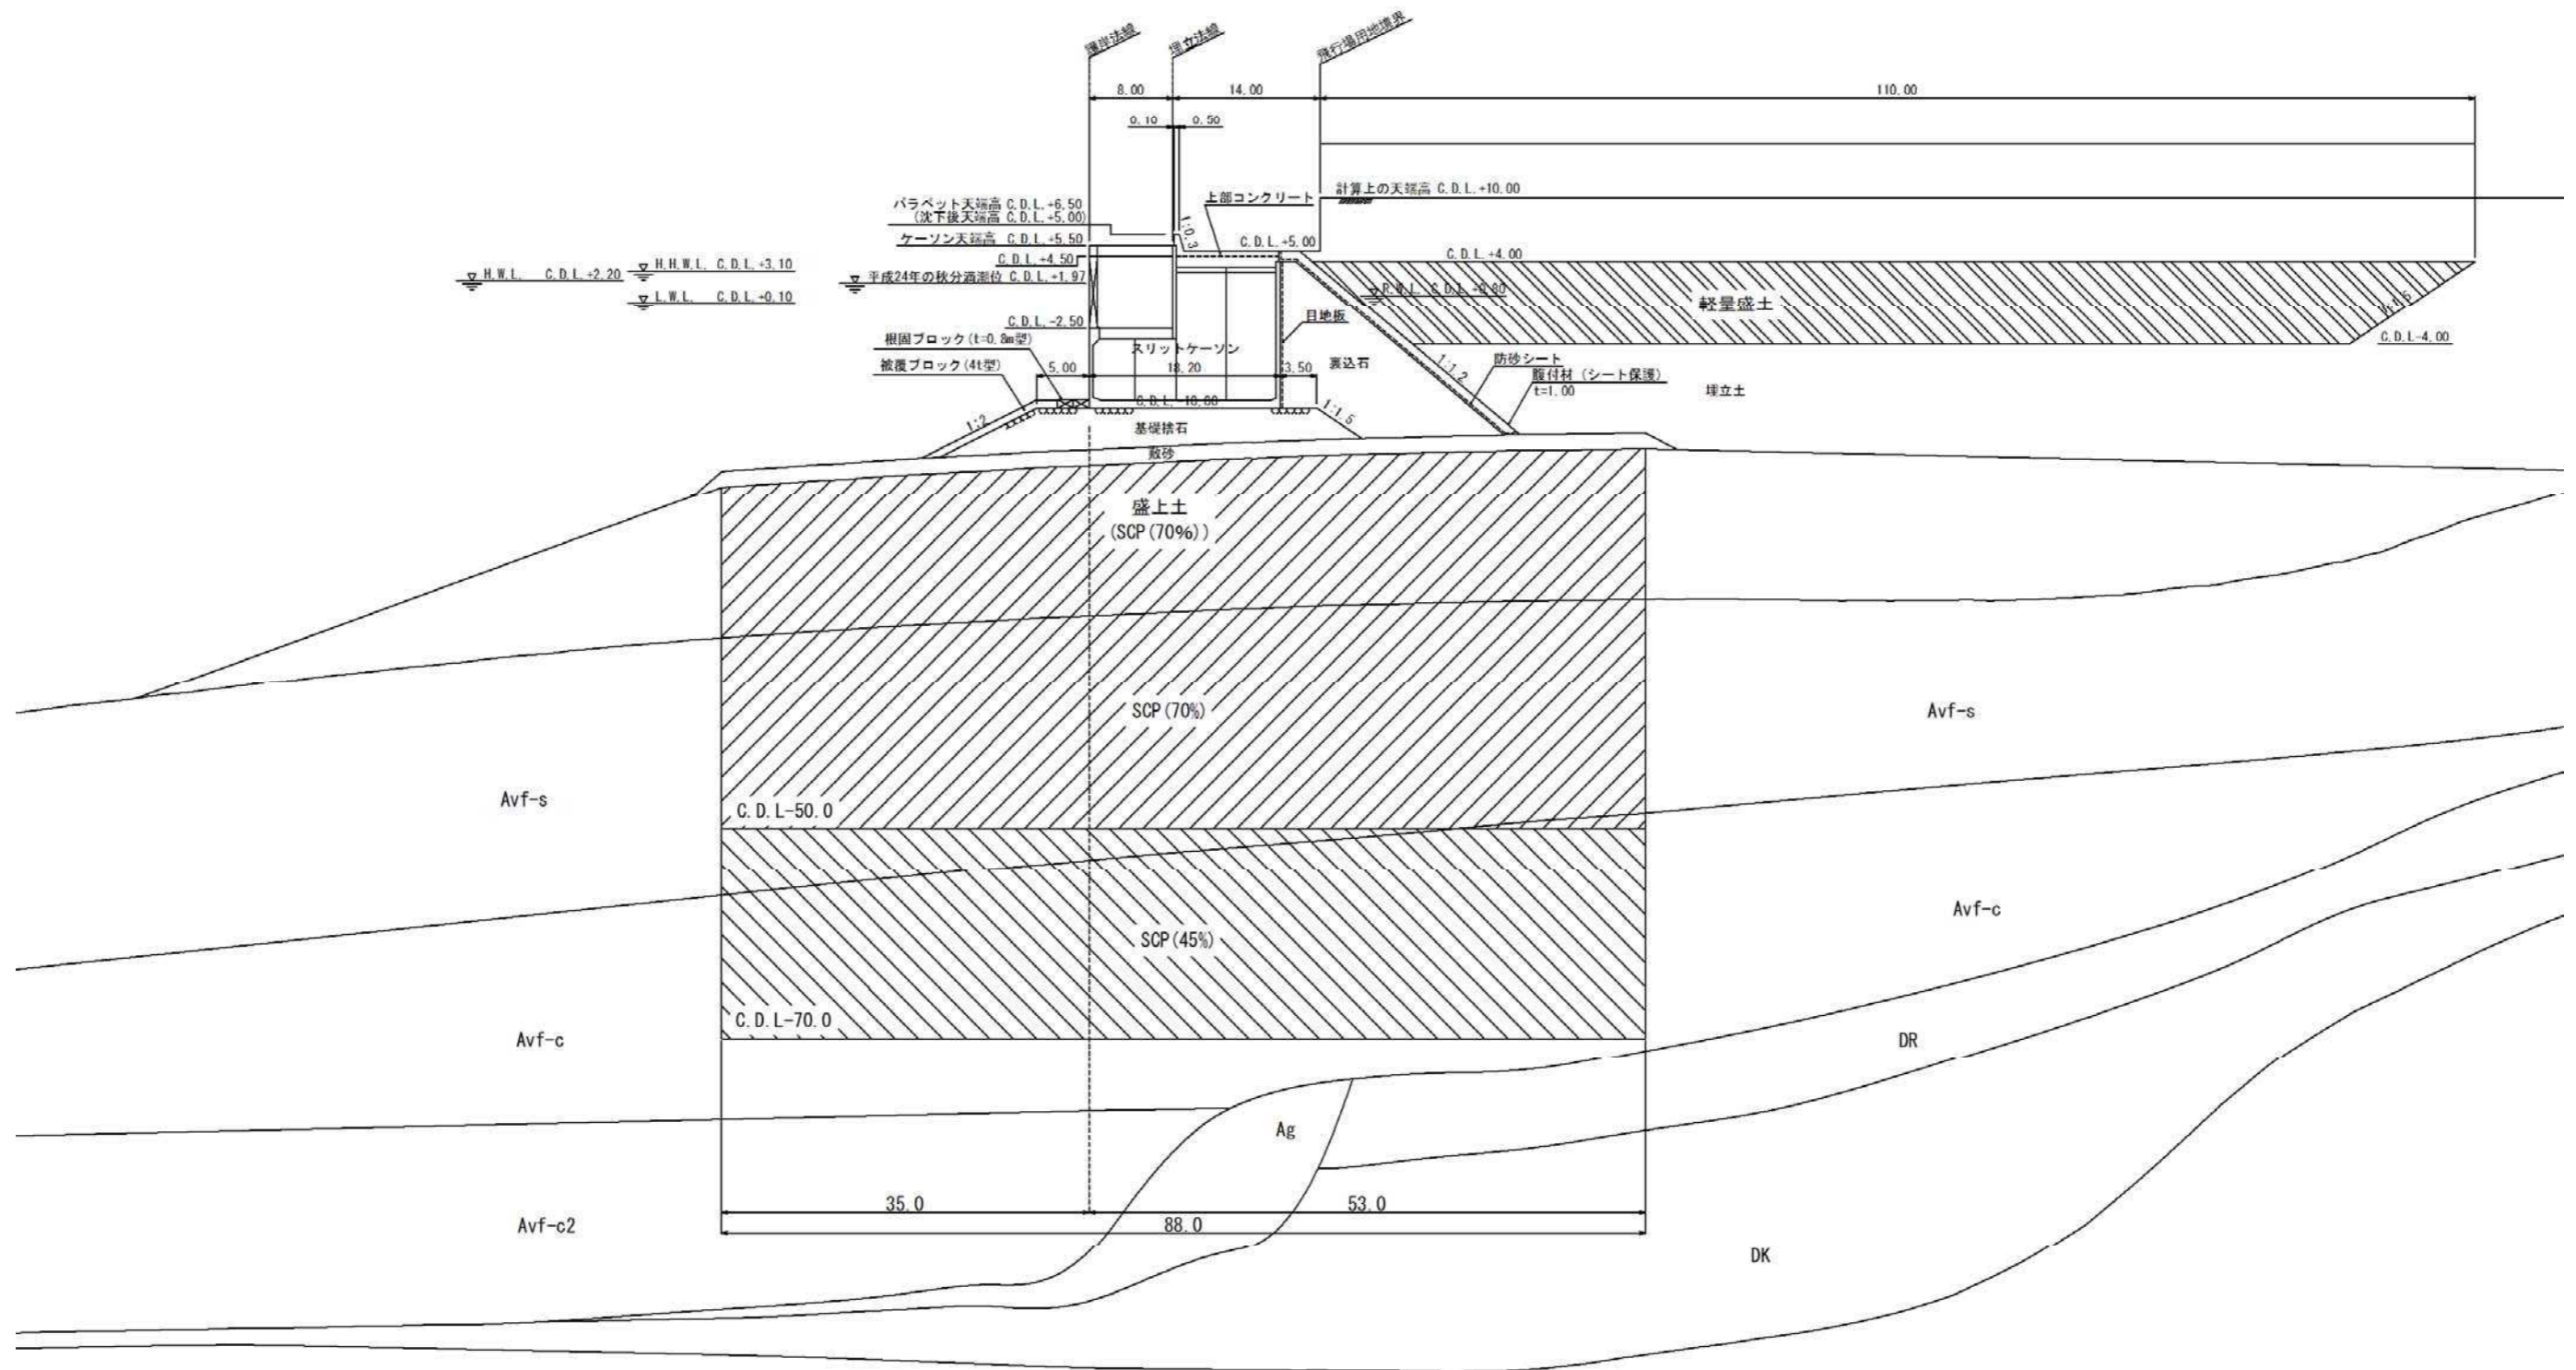 護岸法線
埋立法線
飛行場用地境界
8.00
14.00
110.00
0.10
0.50
パラペット天端高 C.D.L.+6.50
(沈下後天端高 C.D.L.+5.00)
上部コンクリート
計算上の天端高 C.D.L.+10.00
ケーソン天端高 C.D.L.+5.50
1:0.3
C.D.L.+5.00
C.D.L.+4.50
C.D.L.+4.00
H.W.L. C.D.L.+2.20
H.H.W.L. C.D.L.+3.10
平成24年の秋分満潮位 C.D.L.+1.97
L.W.L. C.D.L.+0.10
R.W.L. C.D.L.+0.80
軽量盛土
1:1.5
C.D.L-4.00
C.D.L.-2.50
目地板
根固ブロック(t=0.8m型)
スリットケーソン
被覆ブロック(4t型)
裏込石
1:1.2
防砂シート
腹付材(シート保護)
t=1.00
埋立土
5.00
18.20
3.50
1:2
1:1.5
基礎捨石
敷砂
盛上土
(SCP(70%))
SCP(70%)
Avf-s
Avf-s
C.D.L-50.0
Avf-c
SCP(45%)
C.D.L-70.0
Avf-c
DR
Ag
35.0
53.0
88.0
Avf-c2
DK